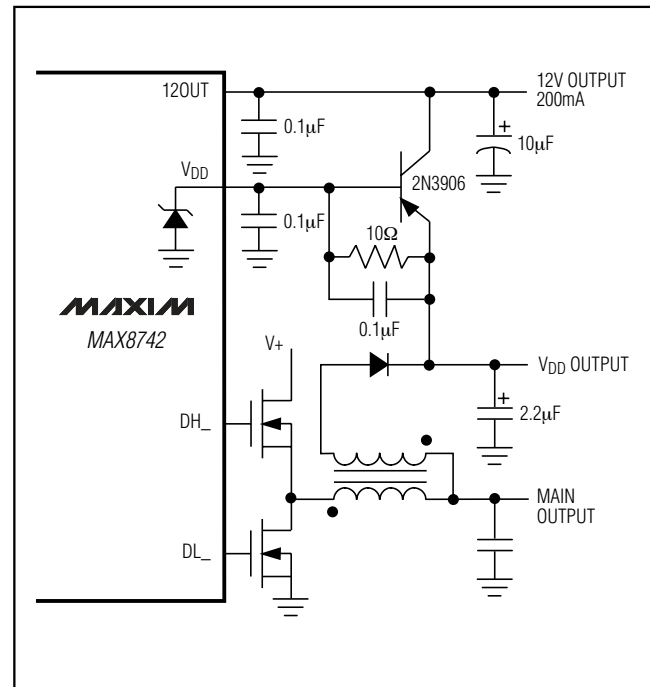 12OUT
12V OUTPUT
200mA
0.1μF
+
10μF
VDD
2N3906
0.1μF
10Ω
MAXIM
MAX8742
0.1μF
V+
VDD OUTPUT
+
2.2μF
DH_
MAIN
OUTPUT
DL_